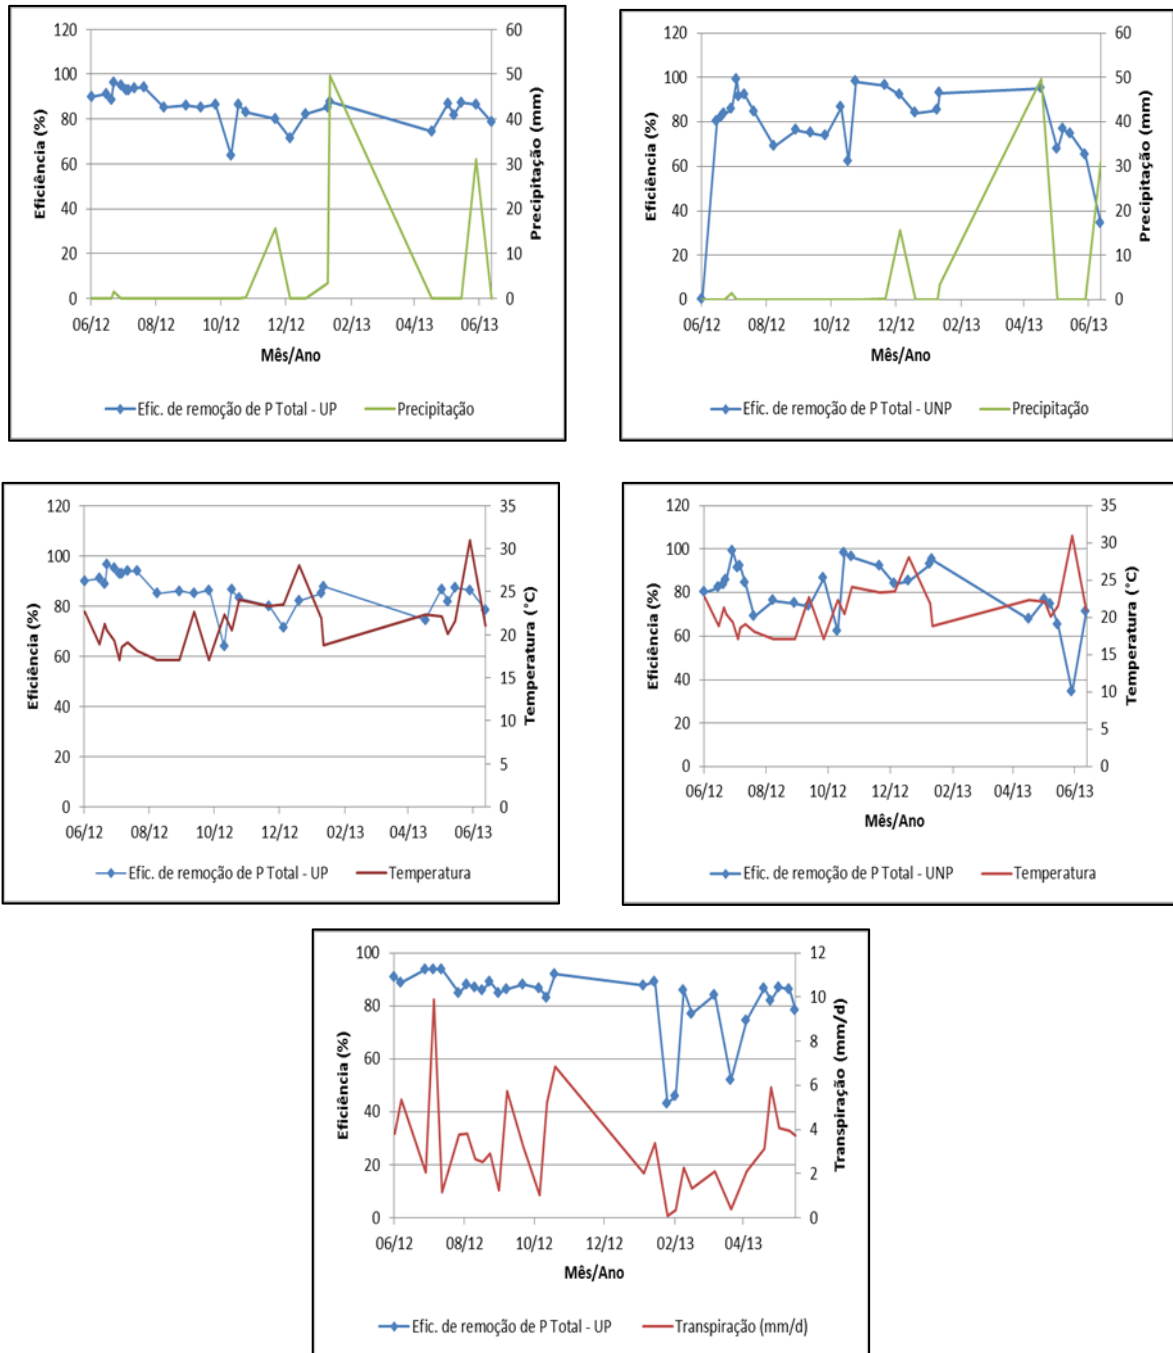 120
100
80
60
40
20
0
Eficiência (%)
60
50
40
30
20
10
0
Precipitação (mm)
06/12 08/12 10/12 12/12 02/13 04/13 06/13
Mês/Ano
Efic. de remoção de P Total - UP Precipitação
120
100
80
60
40
20
0
Eficiência (%)
60
50
40
30
20
10
0
Precipitação (mm)
06/12 08/12 10/12 12/12 02/13 04/13 06/13
Mês/Ano
Efic. de remoção de P Total - UNP Precipitação
120
100
80
60
40
20
0
Eficiência (%)
35
30
25
20
15
10
5
0
Temperatura (°C)
06/12 08/12 10/12 12/12 02/13 04/13 06/13
Efic. de remoção de P Total - UP Temperatura
120
100
80
60
40
20
0
Eficiência (%)
35
30
25
20
15
10
5
0
Temperatura (°C)
06/12 08/12 10/12 12/12 02/13 04/13 06/13
Mês/Ano
Efic. de remoção de P Total - UNP Temperatura
100
80
60
40
20
0
Eficiência (%)
12
10
8
6
4
2
0
Transpiração (mm/d)
06/12 08/12 10/12 12/12 02/13 04/13
Mês/Ano
Efic. de remoção de P Total - UP Transpiração (mm/d)